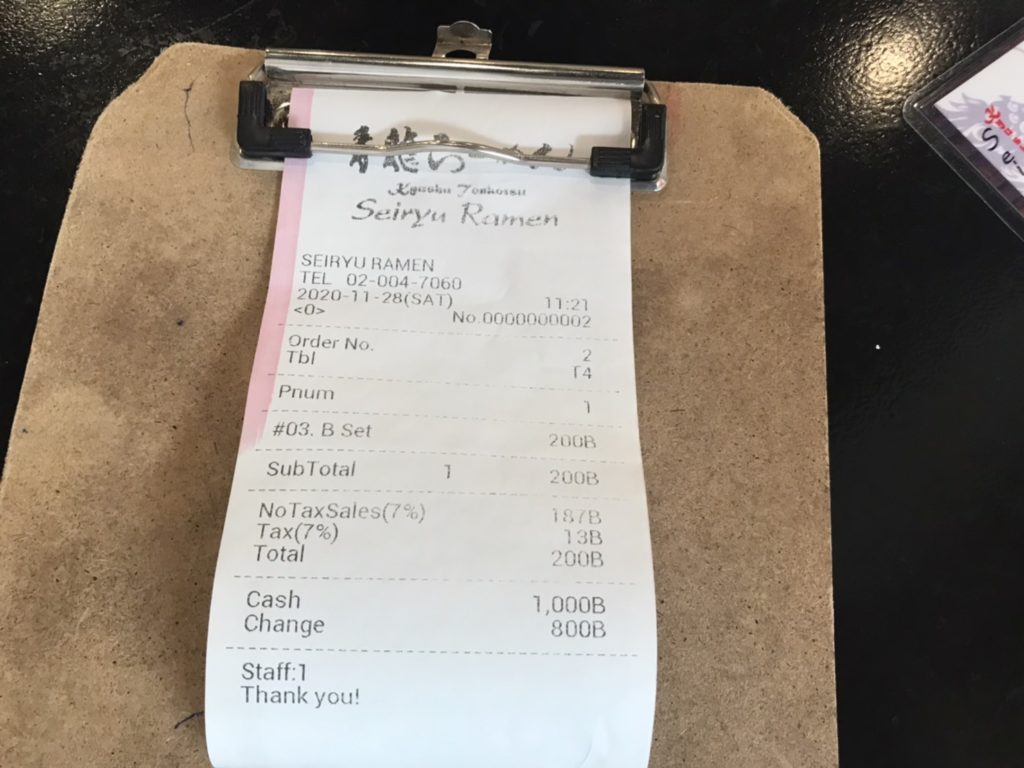 龍ら
Kyushu Tonkotsu
Seiryu Ramen
SEIRYU RAMEN
TEL 02-004-7060
2020-11-28(SAT) 11:21
<0> No.0000000002
Order No. 2
Tbl T4
Pnum 1
#03. B Set 200B
SubTotal 1 200B
NoTaxSales(7%) 187B
Tax(7%) 13B
Total 200B
Cash 1,000B
Change 800B
Staff:1
Thank you!